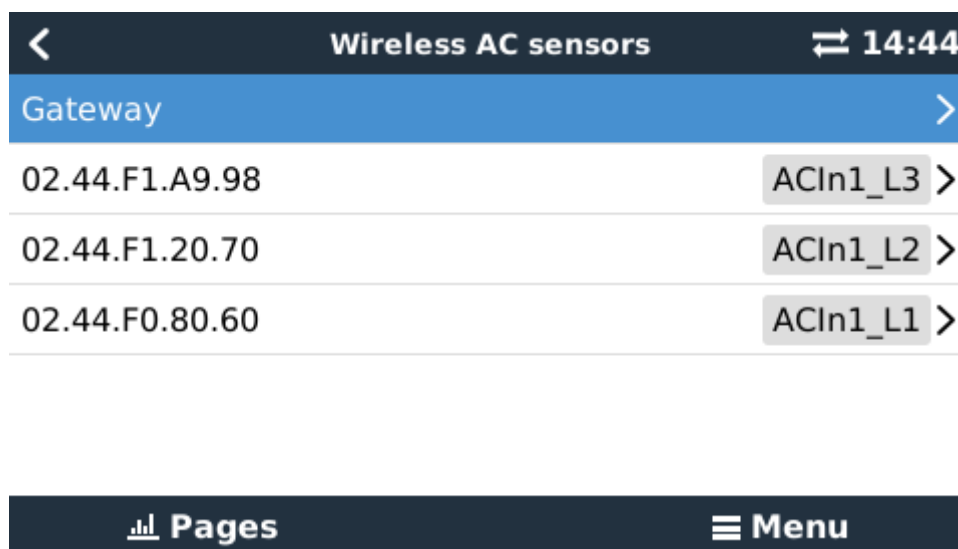 Wireless AC sensors 14:44
Gateway
02.44.F1.A9.98 ACIn1_L3
02.44.F1.20.70 ACIn1_L2
02.44.F0.80.60 ACIn1_L1
Pages Menu